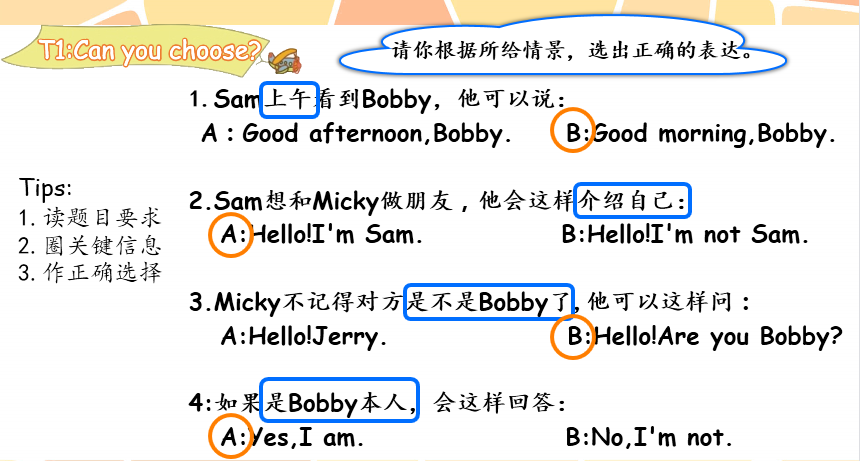 T1:Can you choose?
请你根据所给情景，选出正确的表达。
1. Sam上午看到Bobby，他可以说：
A：Good afternoon,Bobby. B:Good morning,Bobby.
Tips:
1. 读题目要求
2. 圈关键信息
3. 作正确选择
2.Sam想和Micky做朋友，他会这样介绍自己：
A:Hello!I'm Sam. B:Hello!I'm not Sam.
3.Micky不记得对方是不是Bobby了,他可以这样问：
A:Hello!Jerry. B:Hello!Are you Bobby?
4:如果是Bobby本人，会这样回答：
A:Yes,I am. B:No,I'm not.